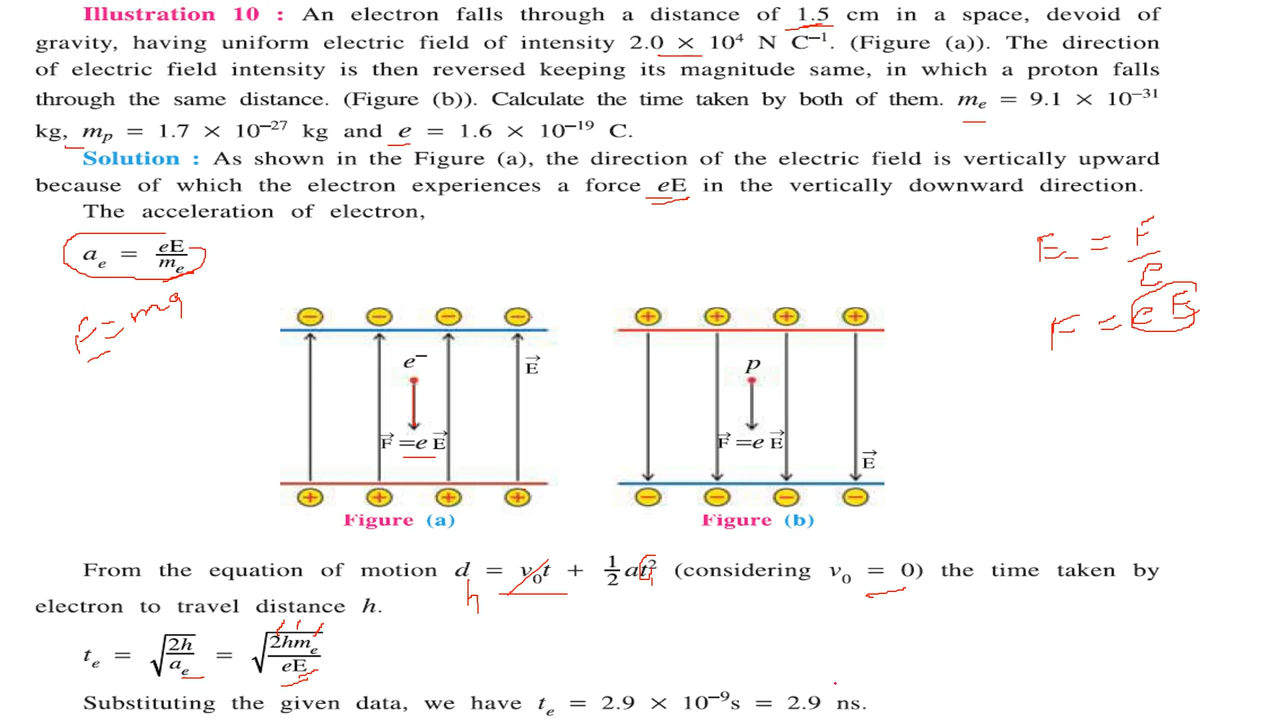 Illustration 10 : An electron falls through a distance of 1.5 cm in a space, devoid of
gravity, having uniform electric field of intensity 2.0 × 10⁴ N C⁻¹. (Figure (a)). The direction
of electric field intensity is then reversed keeping its magnitude same, in which a proton falls
through the same distance. (Figure (b)). Calculate the time taken by both of them. mₑ = 9.1 × 10⁻³¹
kg, mₚ = 1.7 × 10⁻²⁷ kg and e = 1.6 × 10⁻¹⁹ C.
Solution : As shown in the Figure (a), the direction of the electric field is vertically upward
because of which the electron experiences a force eE in the vertically downward direction.
The acceleration of electron,
aₑ = eE/mₑ
E = F/e
F = ma
F = eE
− − − −
+ + + +
e⁻
E⃗
p
F⃗ =e E⃗
F⃗ =e E⃗
E⃗
+ + + +
− − − −
Figure (a)
Figure (b)
From the equation of motion d = v₀t + ½at² (considering v₀ = 0) the time taken by
h
electron to travel distance h.
tₑ = √(2h/aₑ) = √(2hmₑ/eE)
Substituting the given data, we have tₑ = 2.9 × 10⁻⁹s = 2.9 ns.